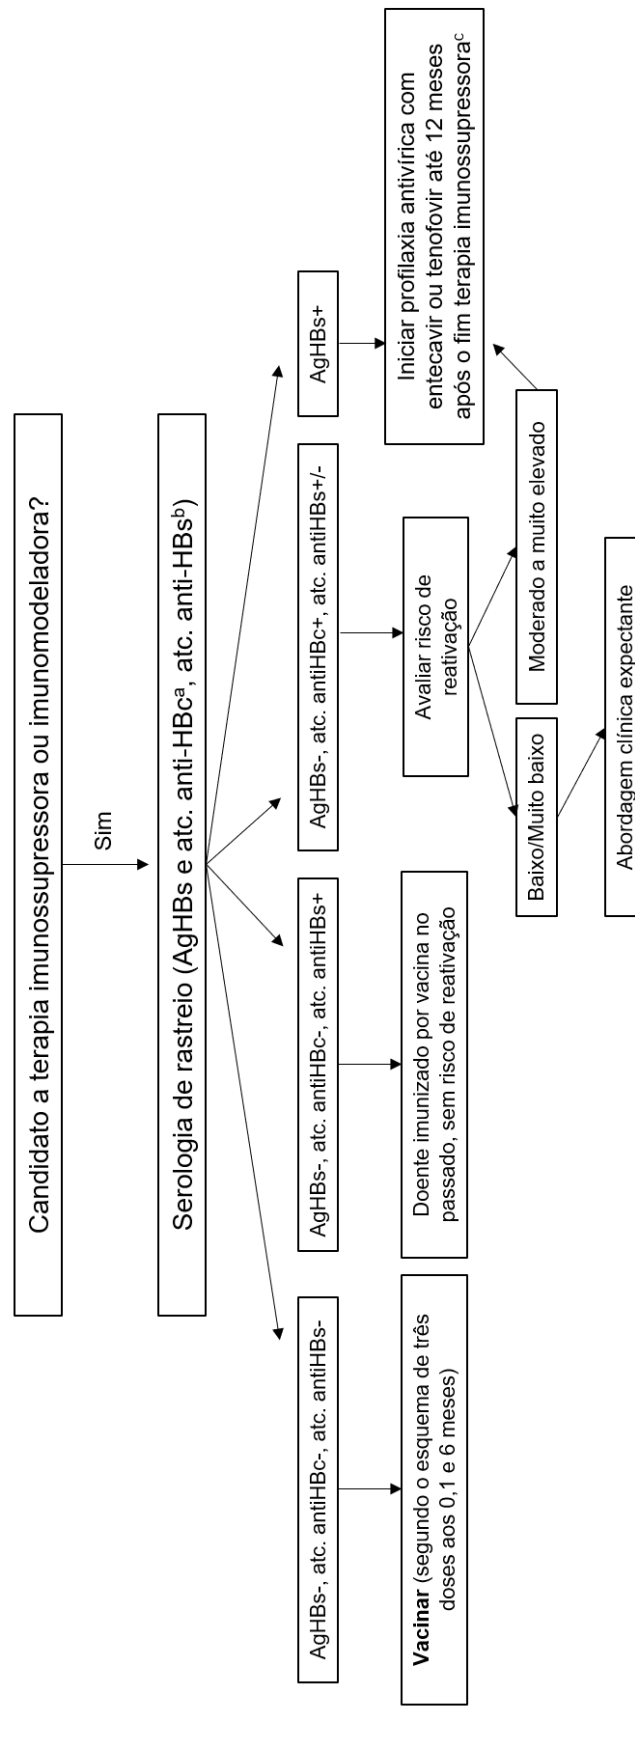 Candidato a terapia imunossupressora ou imunomodeladora?
Sim
Serologia de rastreio (AgHBs e atc. anti-HBcᵃ, atc. anti-HBsᵇ)
AgHBs-, atc. antiHBc-, atc. antiHBs-
AgHBs-, atc. antiHBc-, atc. antiHBs+
AgHBs-, atc. antiHBc+, atc. antiHBs+/-
AgHBs+
Vacinar (segundo o esquema de três
doses aos 0,1 e 6 meses)
Doente imunizado por vacina no
passado, sem risco de reativação
Avaliar risco de
reativação
Iniciar profilaxia antivírica com
entecavir ou tenofovir até 12 meses
após o fim terapia imunossupressoraᶜ
Baixo/Muito baixo
Moderado a muito elevado
Abordagem clínica expectante